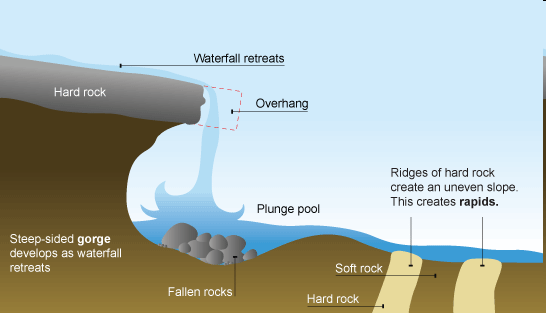 Waterfall retreats
Hard rock
Overhang
Ridges of hard rock
create an uneven slope.
This creates rapids.
Plunge pool
Steep-sided gorge
develops as waterfall
retreats
Soft rock
Fallen rocks
Hard rock